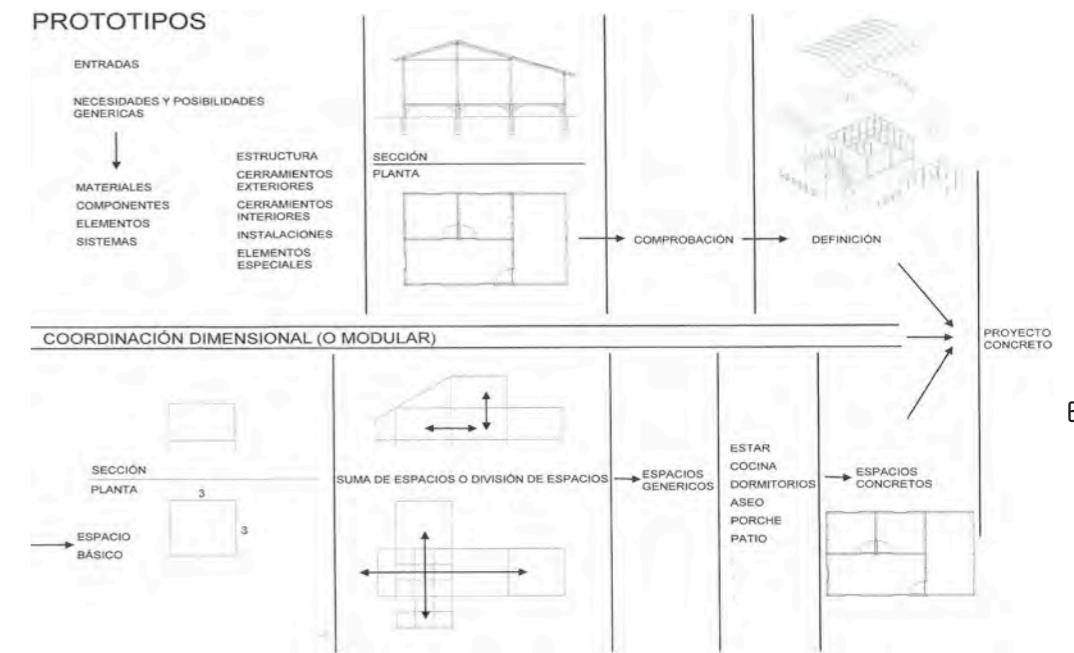 PROTOTIPOS
ENTRADAS
NECESIDADES Y POSIBILIDADES
GENERICAS
MATERIALES
COMPONENTES
ELEMENTOS
SISTEMAS
ESTRUCTURA
CERRAMIENTOS
EXTERIORES
CERRAMIENTOS
INTERIORES
INSTALACIONES
ELEMENTOS
ESPECIALES
SECCIÓN
PLANTA
COMPROBACIÓN
DEFINICIÓN
COORDINACIÓN DIMENSIONAL (O MODULAR)
PROYECTO
CONCRETO
SECCIÓN
PLANTA
3
3
ESPACIO
BÁSICO
SUMA DE ESPACIOS O DIVISIÓN DE ESPACIOS
ESPACIOS
GENERICOS
ESTAR
COCINA
DORMITORIOS
ASEO
PORCHE
PATIO
ESPACIOS
CONCRETOS